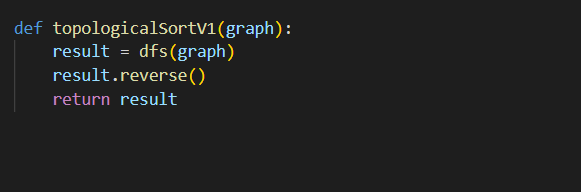 def topologicalSortV1(graph):
    result = dfs(graph)
    result.reverse()
    return result